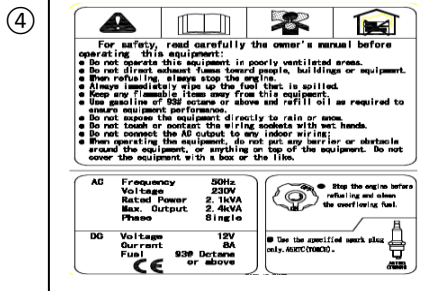 ④
For safety, read carefully the owner's manual before
operating this equipment:
● Do not operate this equipment in poorly ventilated areas.
● Do not direct exhaust fumes toward people, buildings or equipment.
● When refuelling, always stop the engine.
● Always immediately wipe up the fuel that is spilled.
● Keep any flammable items away from this equipment.
● Use gasoline of 93# octane or above and refill oil as required to
ensure equipment performance.
● Do not expose the equipment directly to rain or snow.
● Do not touch or contact the wiring sockets with wet hands.
● Do not connect the AC output to any indoor wiring;
● When operating the equipment, do not put any barrier or obstacle
around the equipment, or anything on top of the equipment. Do not
cover the equipment with a box or the like.
AC Frequency 50Hz
Voltage 230V
Rated Power 2.1kVA
Max. Output 2.4kVA
Phase Single
DC Voltage 12V
Current 8A
Fuel 93# Octane
or above
CE
● Stop the engine before
refuelling and clean
the overflowing fuel.
● Use the specified spark plug
only. (TORCH).